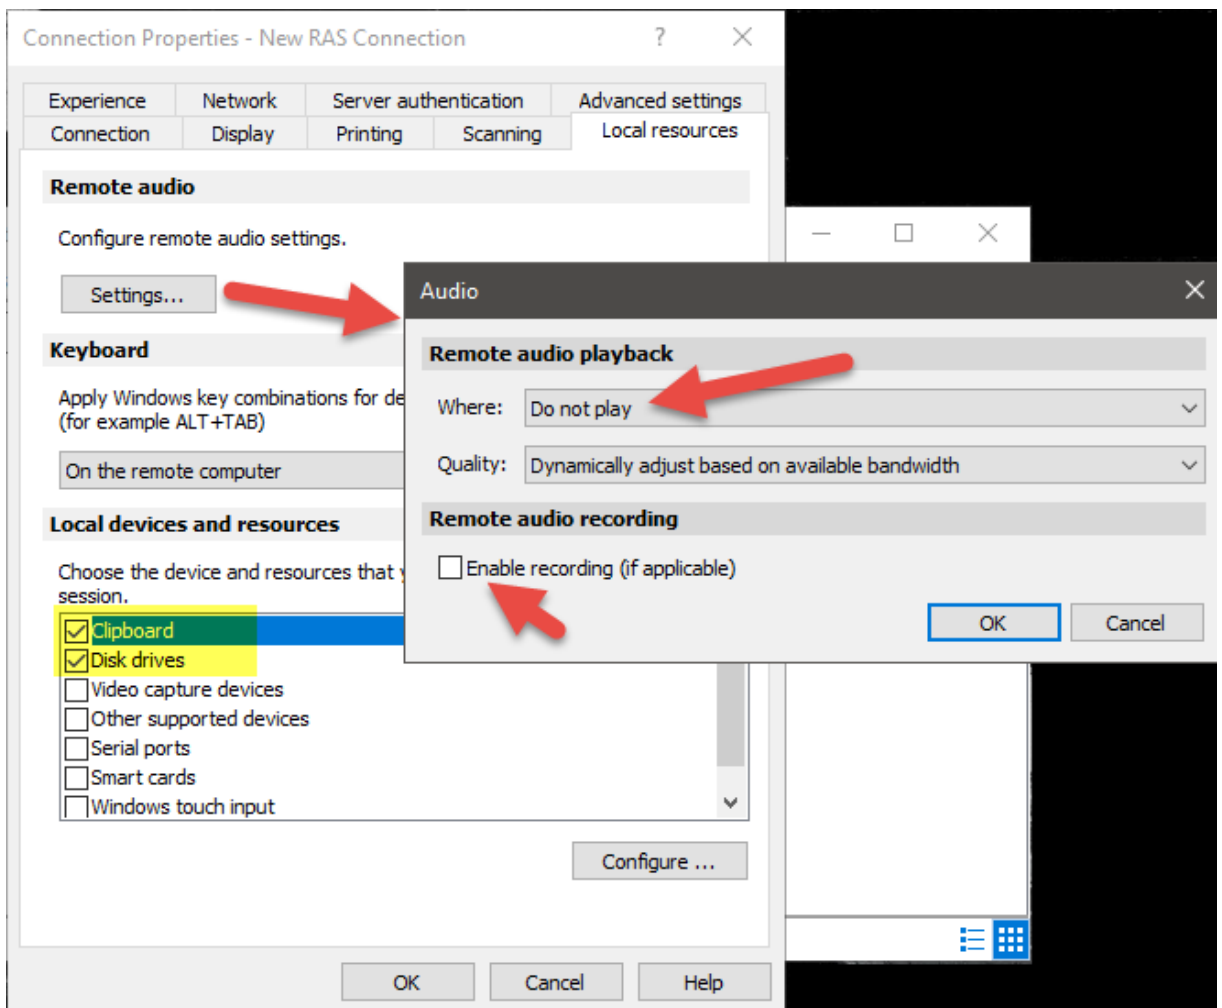 Connection Properties - New RAS Connection
?
Experience
Network
Server authentication
Advanced settings
Connection
Display
Printing
Scanning
Local resources
Remote audio
Configure remote audio settings.
Settings...
Keyboard
Apply Windows key combinations for de
(for example ALT+TAB)
On the remote computer
Local devices and resources
Choose the device and resources that
session.
Clipboard
Disk drives
Video capture devices
Other supported devices
Serial ports
Smart cards
Windows touch input
Configure ...
OK
Cancel
Help
Audio
Remote audio playback
Where:
Do not play
Quality:
Dynamically adjust based on available bandwidth
Remote audio recording
Enable recording (if applicable)
OK
Cancel